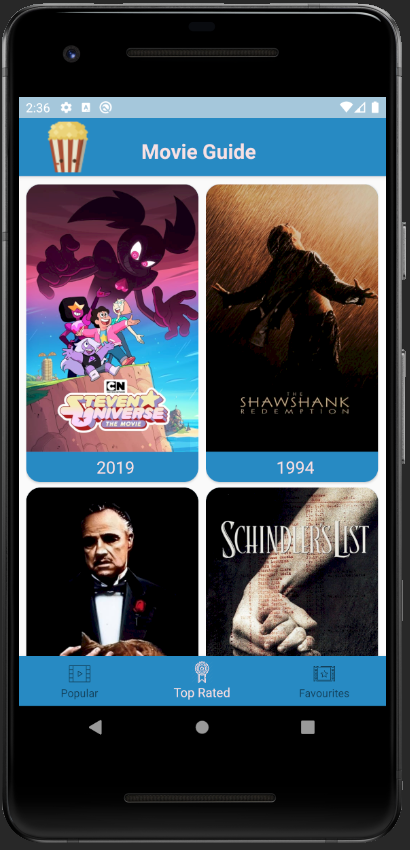 2:36
Movie Guide
CN
STEVEN
UNIVERSE
THE MOVIE
THE
SHAWSHANK
REDEMPTION
2019
1994
SCHINDLER'S LIST
Popular
Top Rated
Favourites